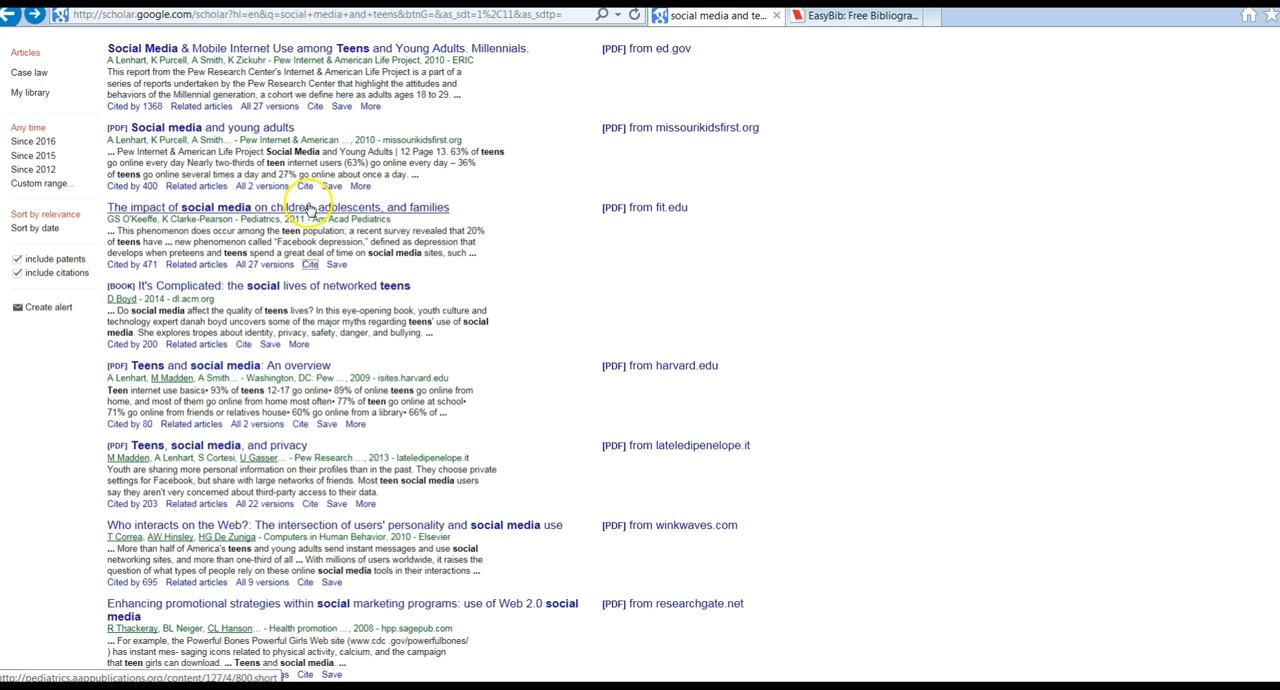 http://scholar.google.com/scholar?hl=en&q=social+media+and+teens&btnG=&as_sdt=1%2C11&as_sdtp=
social media and te...
EasyBib: Free Bibliogra...
Articles
Case law
My library
Any time
Since 2016
Since 2015
Since 2012
Custom range...
Sort by relevance
Sort by date
include patents
include citations
Create alert
Social Media & Mobile Internet Use among Teens and Young Adults. Millennials.
[PDF] from ed.gov
A Lenhart, K Purcell, A Smith, K Zickuhr - Pew Internet & American Life Project, 2010 - ERIC
This report from the Pew Research Center's Internet & American Life Project is a part of a
series of reports undertaken by the Pew Research Center that highlight the attitudes and
behaviors of the Millennial generation, a cohort we define here as adults ages 18 to 29. ...
Cited by 1368 Related articles All 27 versions Cite Save More
[PDF] Social media and young adults
[PDF] from missourikidsfirst.org
A Lenhart, K Purcell, A Smith... - Pew Internet & American ..., 2010 - missourikidsfirst.org
... Pew Internet & American Life Project Social Media and Young Adults | 12 Page 13. 63% of teens
go online every day Nearly two-thirds of teen internet users (63%) go online every day – 36%
of teens go online several times a day and 27% go online about once a day. ...
Cited by 400 Related articles All 2 versions Cite Save More
The impact of social media on children, adolescents, and families
[PDF] from fit.edu
GS O'Keeffe, K Clarke-Pearson - Pediatrics, 2011 - Am Acad Pediatrics
... This phenomenon does occur among the teen population; a recent survey revealed that 20%
of teens have ... new phenomenon called “Facebook depression,” defined as depression that
develops when preteens and teens spend a great deal of time on social media sites, such ...
Cited by 471 Related articles All 27 versions Cite Save
[BOOK] It's Complicated: the social lives of networked teens
D Boyd - 2014 - dl.acm.org
... Do social media affect the quality of teens lives? In this eye-opening book, youth culture and
technology expert danah boyd uncovers some of the major myths regarding teens' use of social
media. She explores tropes about identity, privacy, safety, danger, and bullying. ...
Cited by 200 Related articles Cite Save More
[PDF] Teens and social media: An overview
[PDF] from harvard.edu
A Lenhart, M Madden, A Smith... - Washington, DC: Pew ..., 2009 - isites.harvard.edu
Teen internet use basics• 93% of teens 12-17 go online• 89% of online teens go online from
home, and most of them go online from home most often• 77% of teen go online at school•
71% go online from friends or relatives house• 60% go online from a library• 66% of ...
Cited by 80 Related articles All 2 versions Cite Save More
[PDF] Teens, social media, and privacy
[PDF] from lateledipenelope.it
M Madden, A Lenhart, S Cortesi, U Gasser... - Pew Research ..., 2013 - lateledipenelope.it
Youth are sharing more personal information on their profiles than in the past. They choose private
settings for Facebook, but share with large networks of friends. Most teen social media users
say they aren't very concerned about third-party access to their data.
Cited by 203 Related articles All 22 versions Cite Save More
Who interacts on the Web?: The intersection of users' personality and social media use
[PDF] from winkwaves.com
T Correa, AW Hinsley, HG De Zuniga - Computers in Human Behavior, 2010 - Elsevier
... More than half of America's teens and young adults send instant messages and use social
networking sites, and more than one-third of all ... With millions of users worldwide, it raises the
question of what types of people rely on these online social media tools in their interactions ...
Cited by 695 Related articles All 9 versions Cite Save
Enhancing promotional strategies within social marketing programs: use of Web 2.0 social
media
[PDF] from researchgate.net
R Thackeray, BL Neiger, CL Hanson... - Health promotion ..., 2008 - hpp.sagepub.com
... For example, the Powerful Bones Powerful Girls Web site (www.cdc .gov/powerfulbones/
) has instant mes- saging icons related to physical activity, calcium, and the campaign
that teen girls can download. ... Teens and social media. ...
Cite Save
http://pediatrics.aappublications.org/content/127/4/800.short